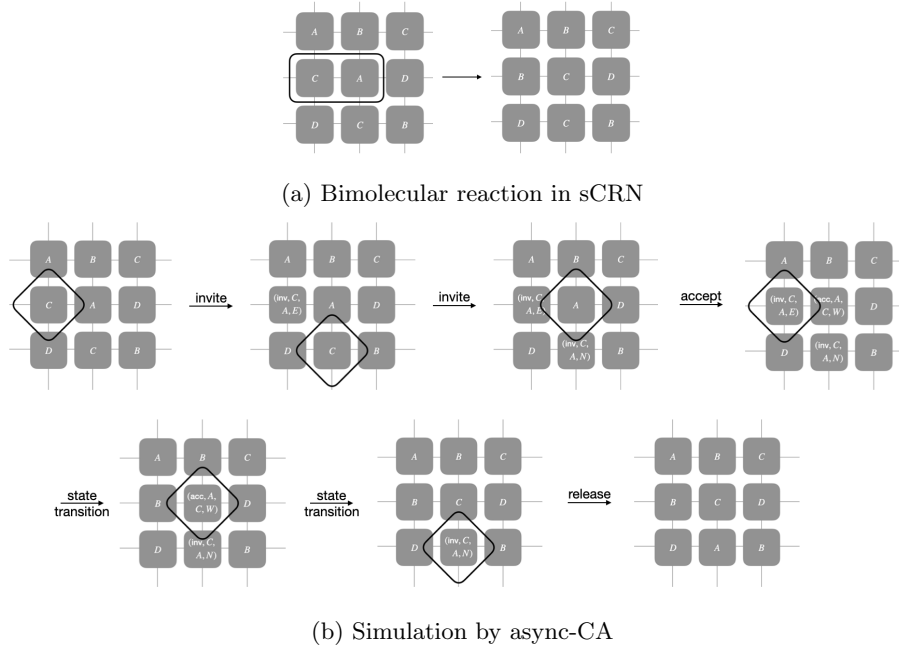 A B C
C A D
D C B
A B C
B C D
D C B
(a) Bimolecular reaction in sCRN
A B C
C A D
D C B
invite
A B C
(inv, C,
A, E)
A D
D C B
invite
A B C
(inv, C,
A, E)
A D
D
(inv, C,
A, N)
B
accept
A B C
(inv, C,
A, E)
(acc, A,
C, W)
D
D
(inv, C,
A, N)
B
state
transition
A B C
B
(acc, A,
C, W)
D
D
(inv, C,
A, N)
B
state
transition
A B C
B C D
D
(inv, C,
A, N)
B
release
A B C
B C D
D A B
(b) Simulation by async-CA